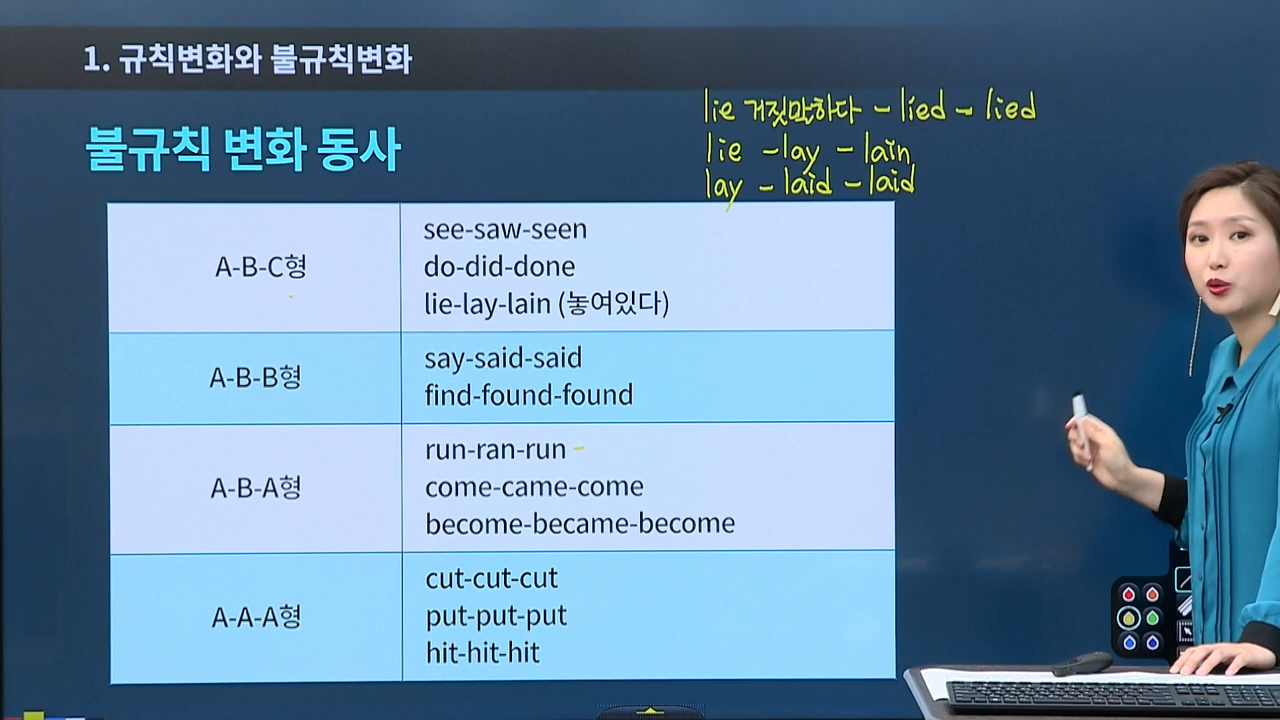 1. 규칙변화와 불규칙변화
불규칙 변화 동사
lie 거짓말하다 - lied - lied
lie - lay - lain
lay - laid - laid
A-B-C형
see-saw-seen
do-did-done
lie-lay-lain (놓여있다)
A-B-B형
say-said-said
find-found-found
A-B-A형
run-ran-run
come-came-come
become-became-become
A-A-A형
cut-cut-cut
put-put-put
hit-hit-hit